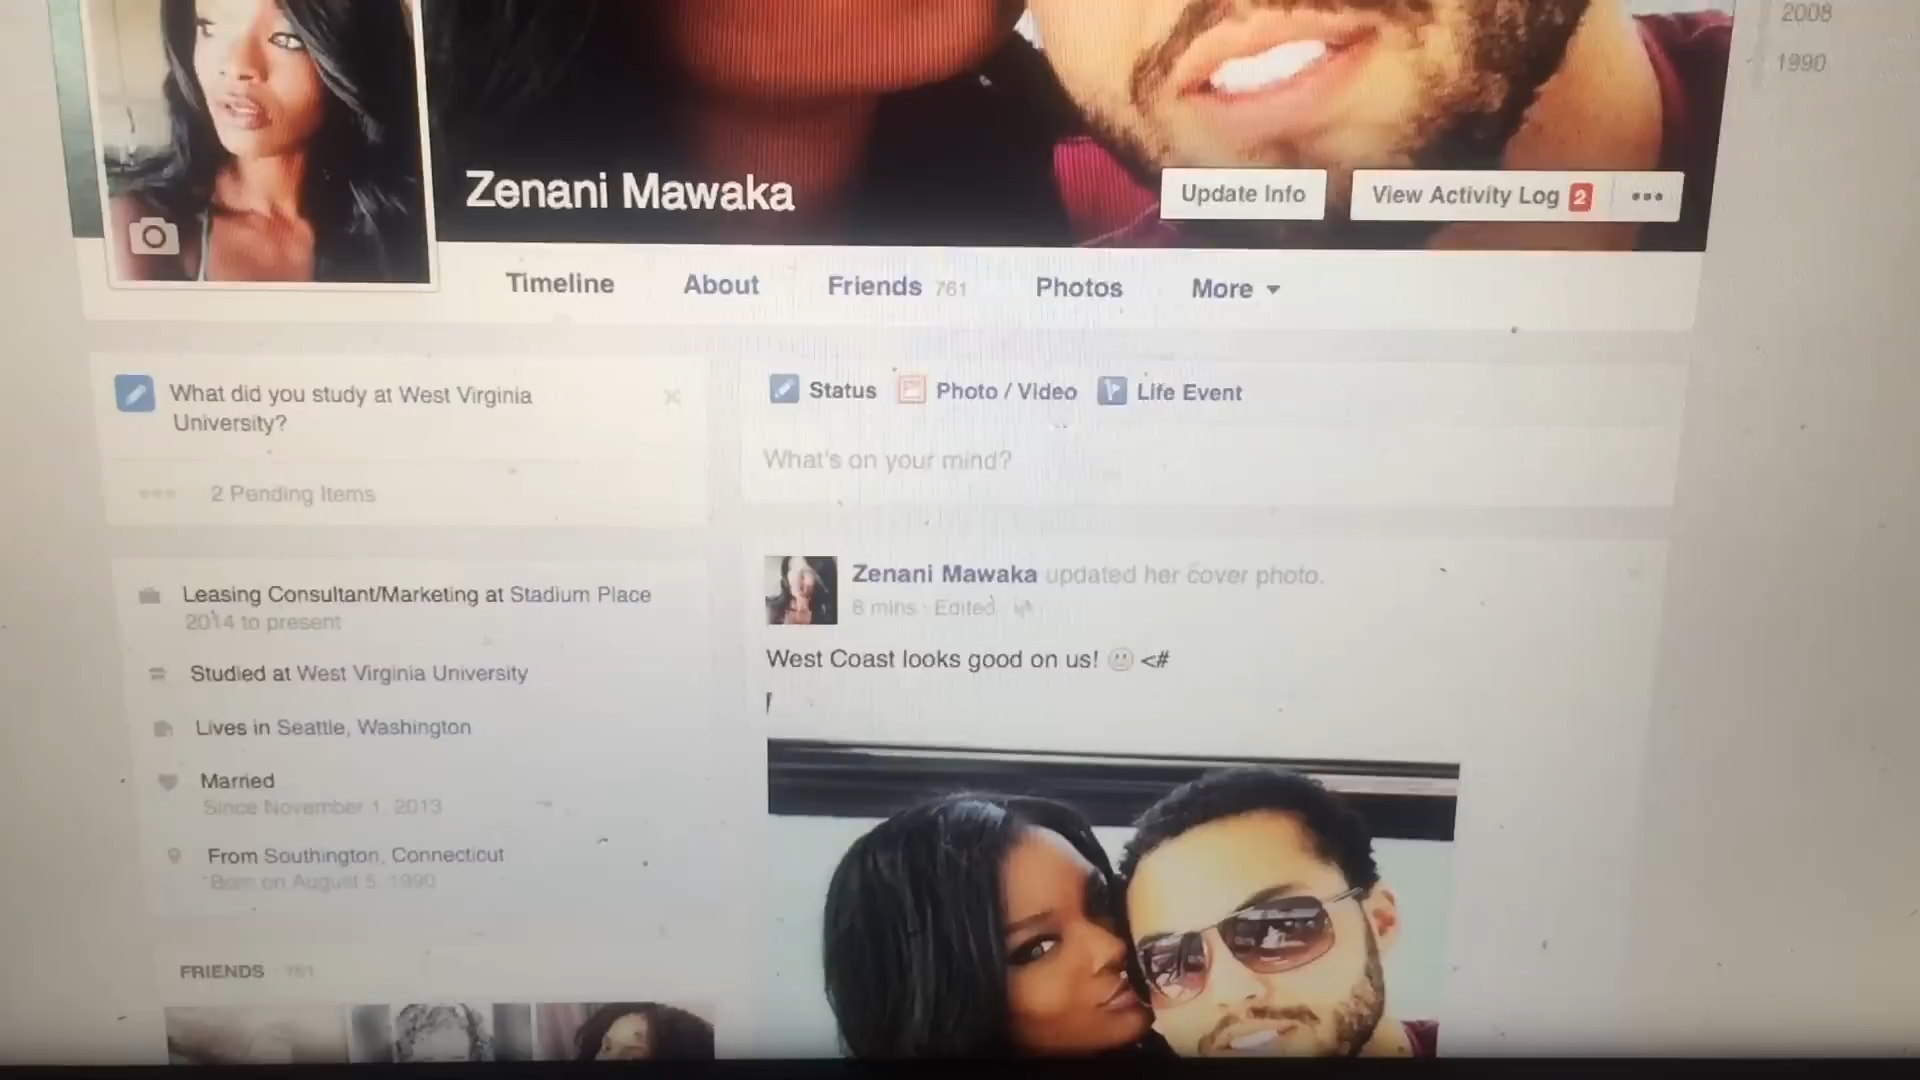 2008
1990
Zenani Mawaka
Update Info
View Activity Log 2
Timeline About Friends 761 Photos More
What did you study at West Virginia
University?
2 Pending Items
Status Photo / Video Life Event
What's on your mind?
Leasing Consultant/Marketing at Stadium Place
2014 to present
Studied at West Virginia University
Lives in Seattle, Washington
Married
Since November 1, 2013
From Southington, Connecticut
Born on August 5, 1990
FRIENDS · 761
Zenani Mawaka updated her cover photo.
8 mins · Edited
West Coast looks good on us! <#
/